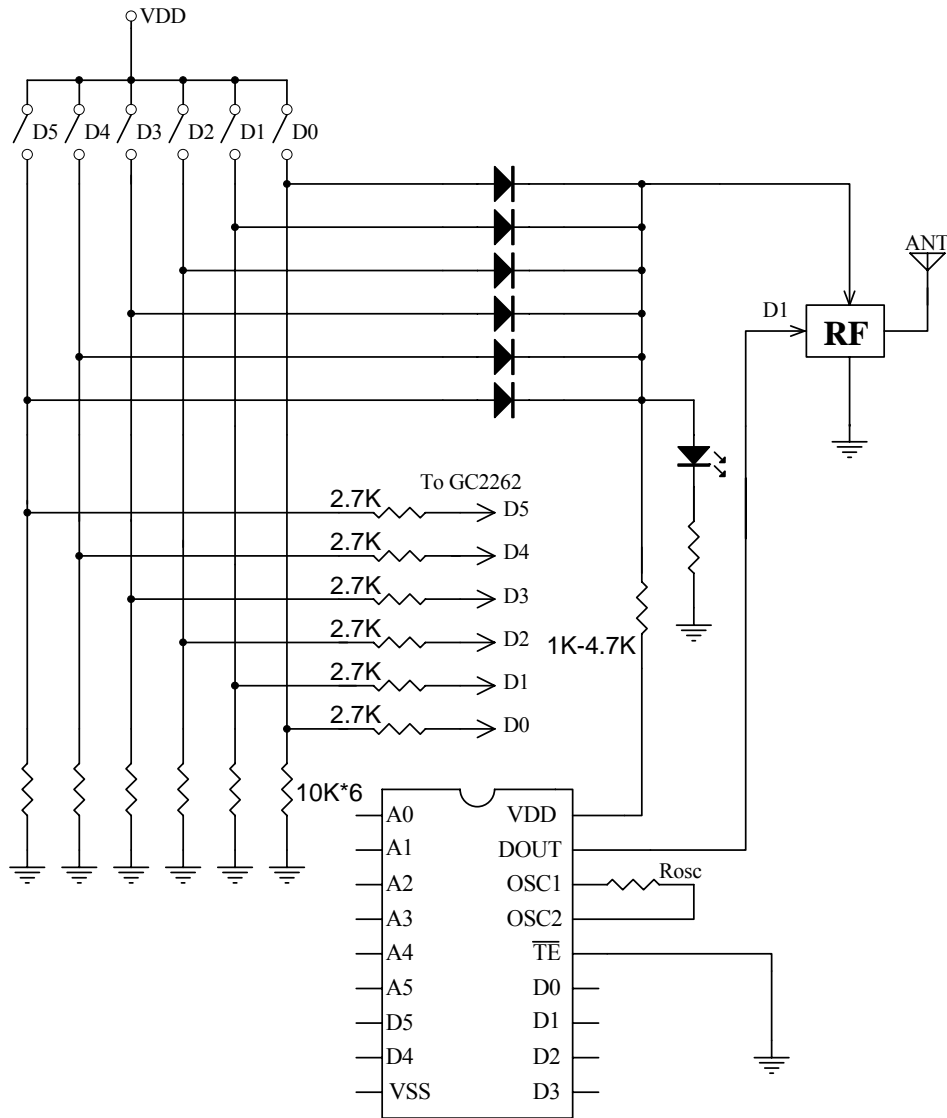 VDD
D5 D4 D3 D2 D1 D0
ANT
D1
RF
To GC2262
2.7K D5
2.7K D4
2.7K D3
2.7K D2
1K-4.7K
2.7K D1
2.7K D0
10K*6
A0 VDD
A1 DOUT
Rosc
A2 OSC1
A3 OSC2
A4 T̅E̅
A5 D0
D5 D1
D4 D2
VSS D3